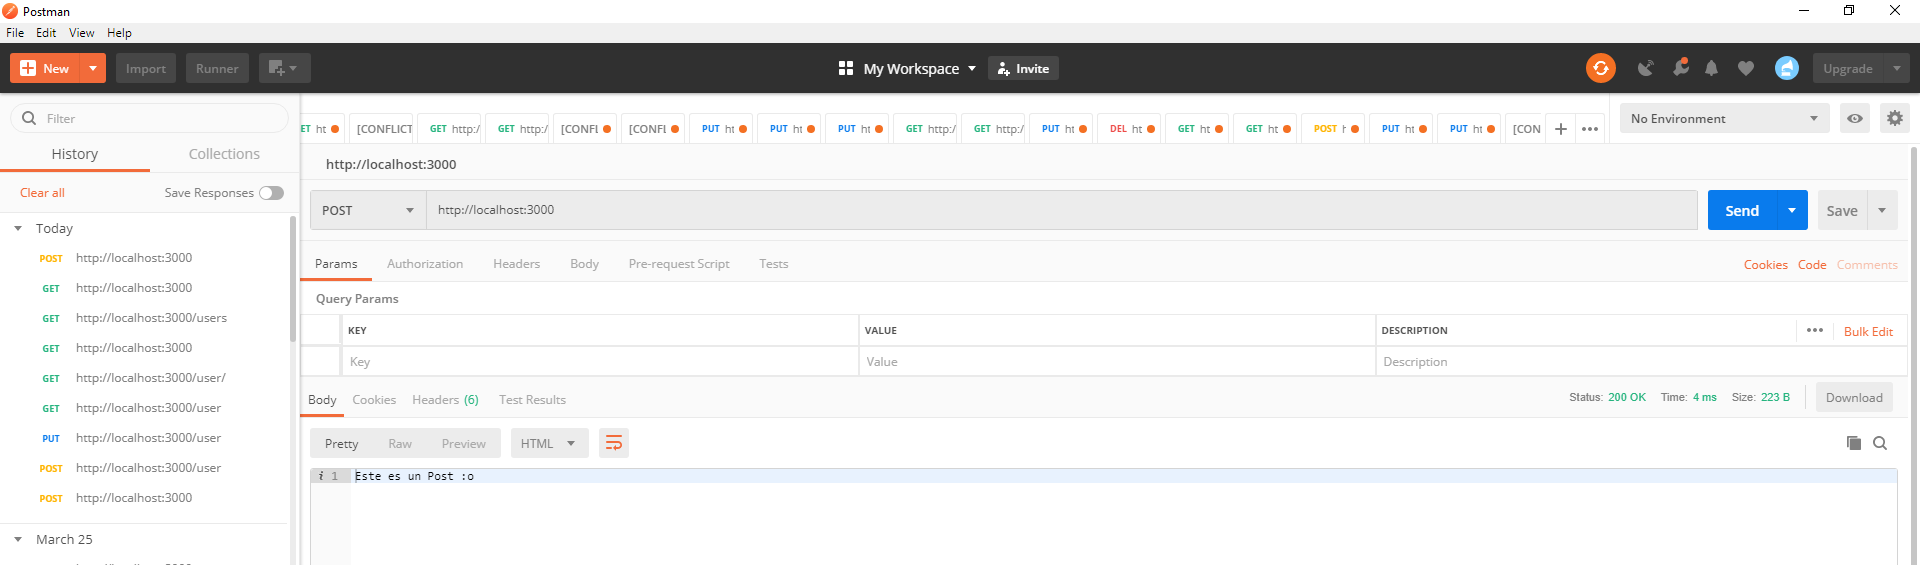 Postman
File Edit View Help
New Import Runner My Workspace Invite Upgrade
Filter
ET ht [CONFLICT GET http:/ GET http:/ [CONFL [CONFL PUT ht PUT ht PUT ht GET http:/ GET http:/ PUT ht DEL ht GET ht GET ht POST PUT ht PUT ht [CON + ••• No Environment
History Collections
http://localhost:3000
Clear all Save Responses
POST http://localhost:3000 Send Save
Today
POST http://localhost:3000
GET http://localhost:3000
GET http://localhost:3000/users
GET http://localhost:3000
GET http://localhost:3000/user/
GET http://localhost:3000/user
PUT http://localhost:3000/user
POST http://localhost:3000/user
POST http://localhost:3000
March 25
Params Authorization Headers Body Pre-request Script Tests Cookies Code Comments
Query Params
KEY VALUE DESCRIPTION ••• Bulk Edit
Key Value Description
Body Cookies Headers (6) Test Results Status: 200 OK Time: 4 ms Size: 223 B Download
Pretty Raw Preview HTML
i 1 Este es un Post :o